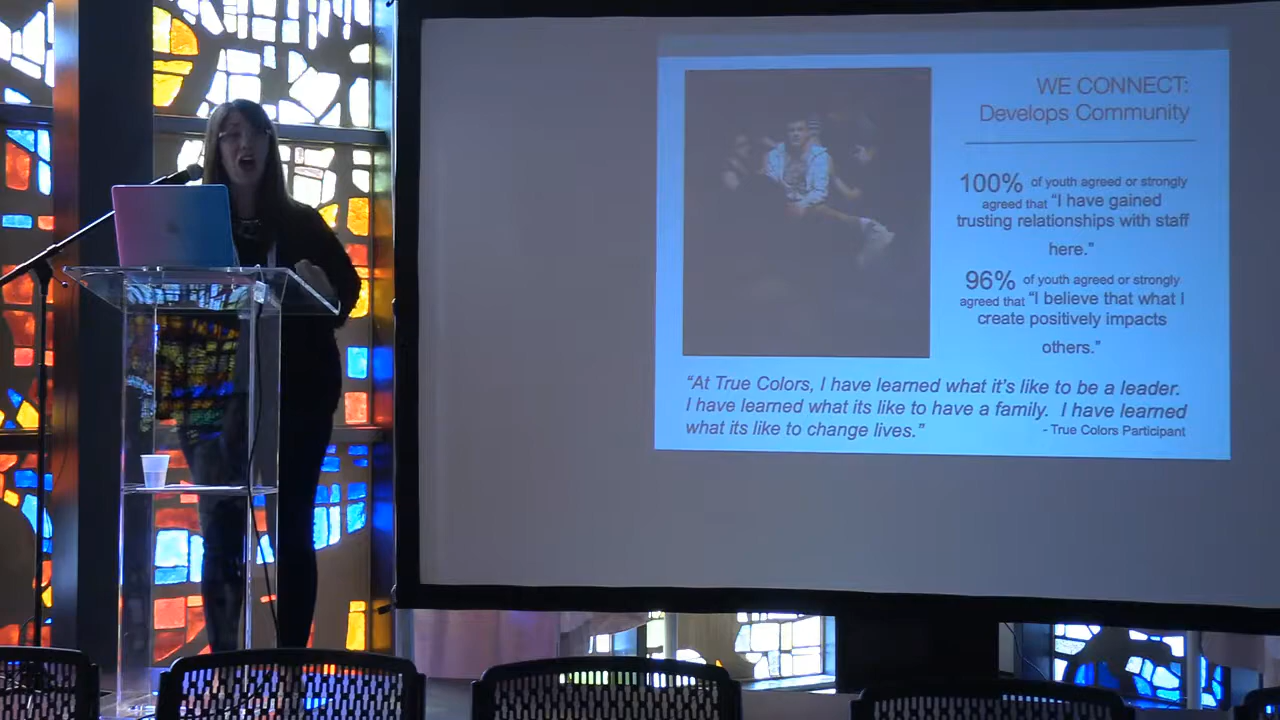 WE CONNECT:
Develops Community
100% of youth agreed or strongly
agreed that "I have gained
trusting relationships with staff
here."
96% of youth agreed or strongly
agreed that "I believe that what I
create positively impacts
others."
"At True Colors, I have learned what it's like to be a leader.
I have learned what its like to have a family. I have learned
what its like to change lives."
- True Colors Participant